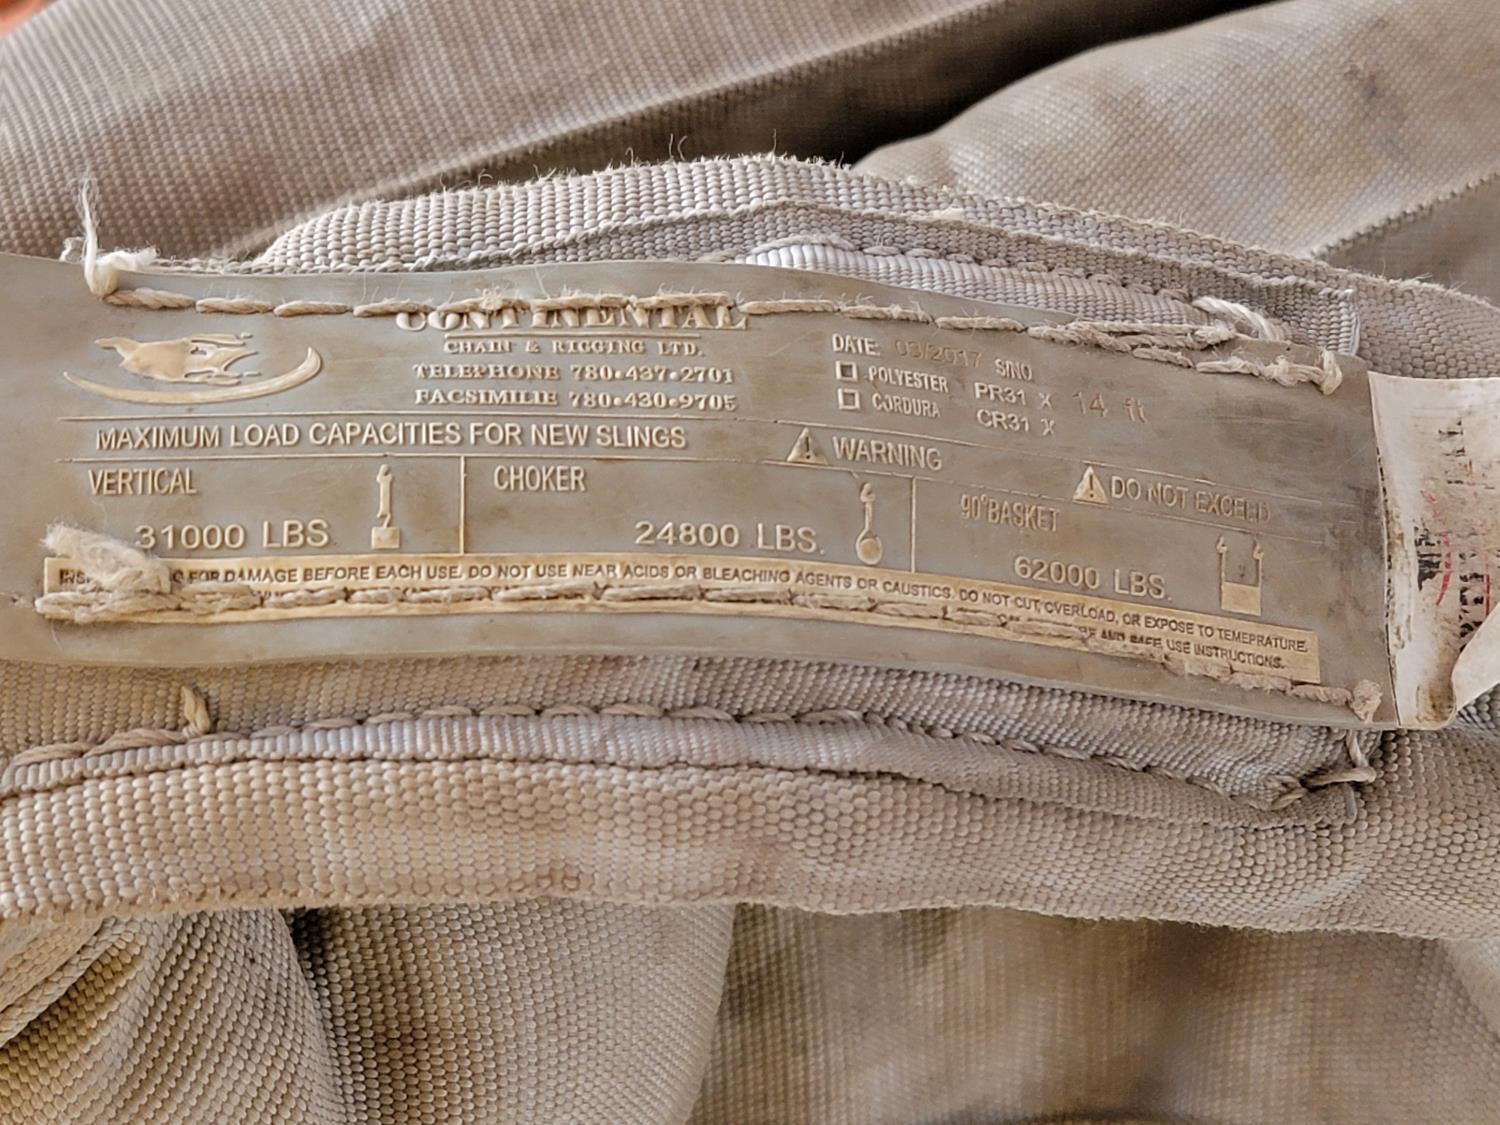 CONTINENTAL
CHAIN & RIGGING LTD.
TELEPHONE 780•437•2701
FACSIMILIE 780•430•9705
DATE: 03/2017 S/NO
POLYESTER PR31 X 14 ft
CORDURA CR31 X
MAXIMUM LOAD CAPACITIES FOR NEW SLINGS
WARNING
DO NOT EXCEED
VERTICAL
31000 LBS
CHOKER
24800 LBS.
90°BASKET
62000 LBS.
FOR DAMAGE BEFORE EACH USE. DO NOT USE NEAR ACIDS OR BLEACHING AGENTS OR CAUSTICS. DO NOT CUT, OVERLOAD, OR EXPOSE TO TEMEPRATURE.
AND SAFE USE INSTRUCTIONS.